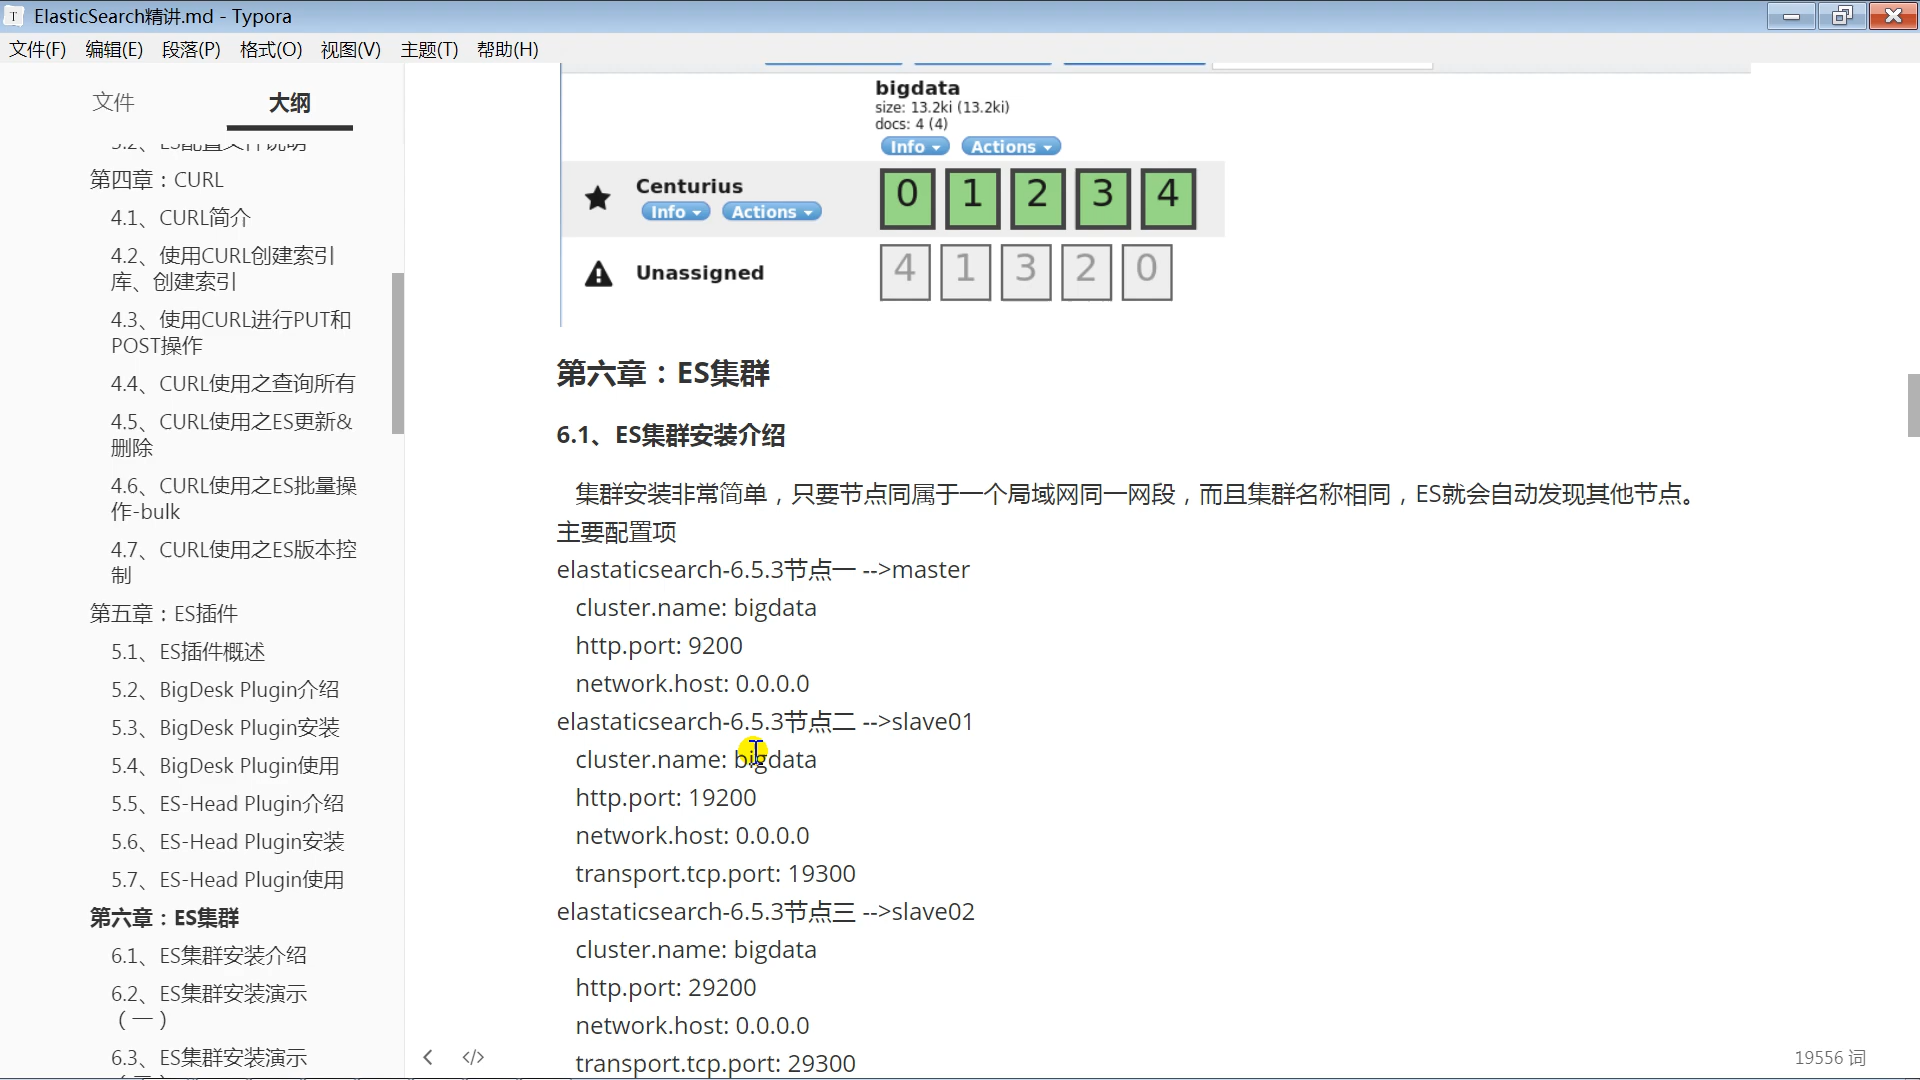 ElasticSearch精讲.md - Typora
文件(F) 编辑(E) 段落(P) 格式(O) 视图(V) 主题(T) 帮助(H)
文件 大纲
第四章：CURL
4.1、CURL简介
4.2、使用CURL创建索引
库、创建索引
4.3、使用CURL进行PUT和
POST操作
4.4、CURL使用之查询所有
4.5、CURL使用之ES更新&
删除
4.6、CURL使用之ES批量操
作-bulk
4.7、CURL使用之ES版本控
制
第五章：ES插件
5.1、ES插件概述
5.2、BigDesk Plugin介绍
5.3、BigDesk Plugin安装
5.4、BigDesk Plugin使用
5.5、ES-Head Plugin介绍
5.6、ES-Head Plugin安装
5.7、ES-Head Plugin使用
第六章：ES集群
6.1、ES集群安装介绍
6.2、ES集群安装演示
（一）
6.3、ES集群安装演示
bigdata
size: 13.2ki (13.2ki)
docs: 4 (4)
Info Actions
Centurius
Info Actions
0 1 2 3 4
Unassigned
4 1 3 2 0
第六章：ES集群
6.1、ES集群安装介绍
集群安装非常简单，只要节点同属于一个局域网同一网段，而且集群名称相同，ES就会自动发现其他节点。
主要配置项
elastaticsearch-6.5.3节点一 -->master
cluster.name: bigdata
http.port: 9200
network.host: 0.0.0.0
elastaticsearch-6.5.3节点二 -->slave01
cluster.name: bigdata
http.port: 19200
network.host: 0.0.0.0
transport.tcp.port: 19300
elastaticsearch-6.5.3节点三 -->slave02
cluster.name: bigdata
http.port: 29200
network.host: 0.0.0.0
transport.tcp.port: 29300
19556 词